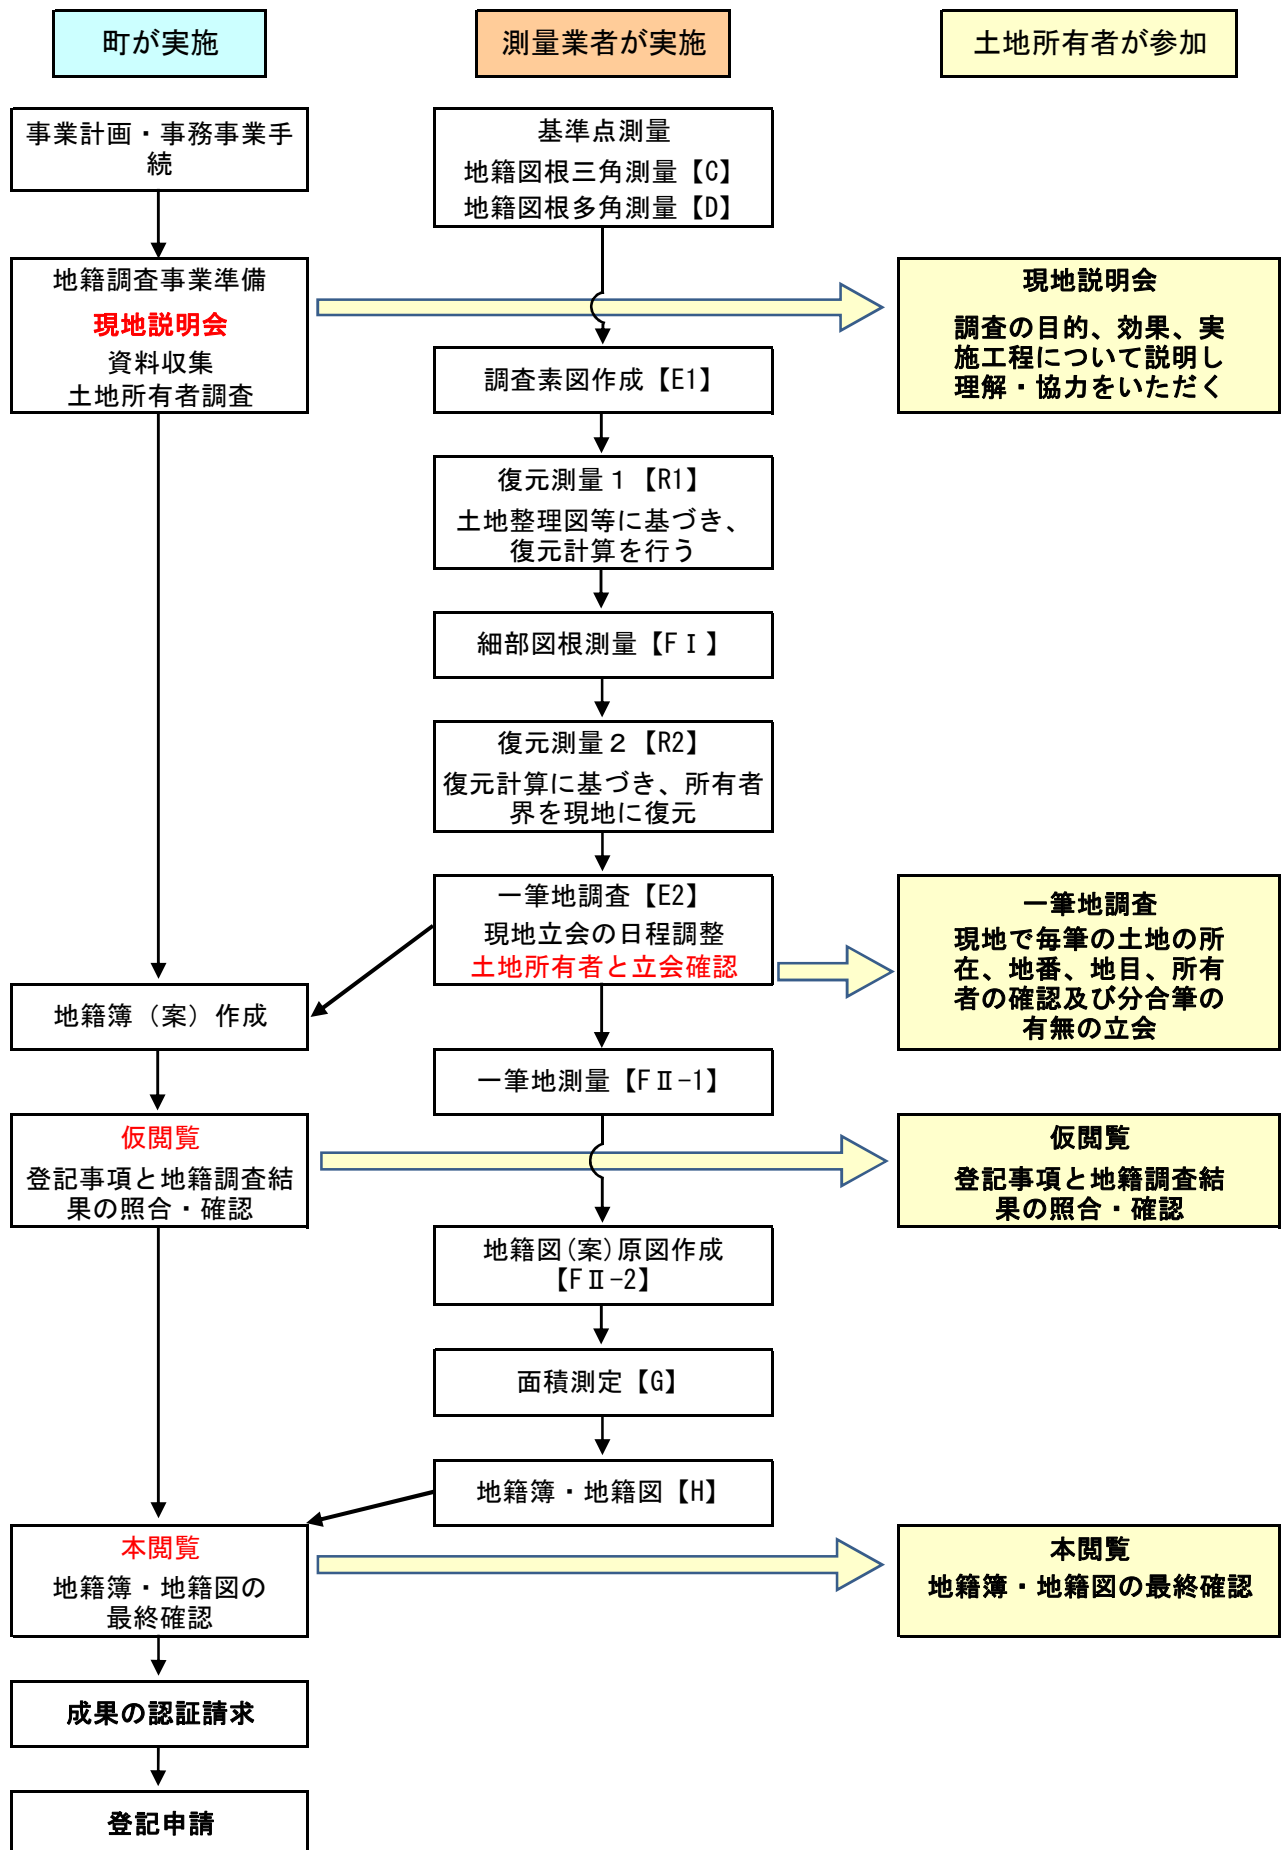 町が実施
測量業者が実施
土地所有者が参加
事業計画・事務事業手
続
基準点測量
地籍図根三角測量【C】
地籍図根多角測量【D】
地籍調査事業準備
現地説明会
資料収集
土地所有者調査
現地説明会
調査の目的、効果、実
施工程について説明し
理解・協力をいただく
調査素図作成【E1】
復元測量１【R1】
土地整理図等に基づき、
復元計算を行う
細部図根測量【FⅠ】
復元測量２【R2】
復元計算に基づき、所有者
界を現地に復元
一筆地調査【E2】
現地立会の日程調整
土地所有者と立会確認
一筆地調査
現地で毎筆の土地の所
在、地番、地目、所有
者の確認及び分合筆の
有無の立会
地籍簿（案）作成
一筆地測量【FⅡ-1】
仮閲覧
登記事項と地籍調査結
果の照合・確認
仮閲覧
登記事項と地籍調査結
果の照合・確認
地籍図(案)原図作成
【FⅡ-2】
面積測定【G】
地籍簿・地籍図【H】
本閲覧
地籍簿・地籍図の
最終確認
本閲覧
地籍簿・地籍図の最終確認
成果の認証請求
登記申請